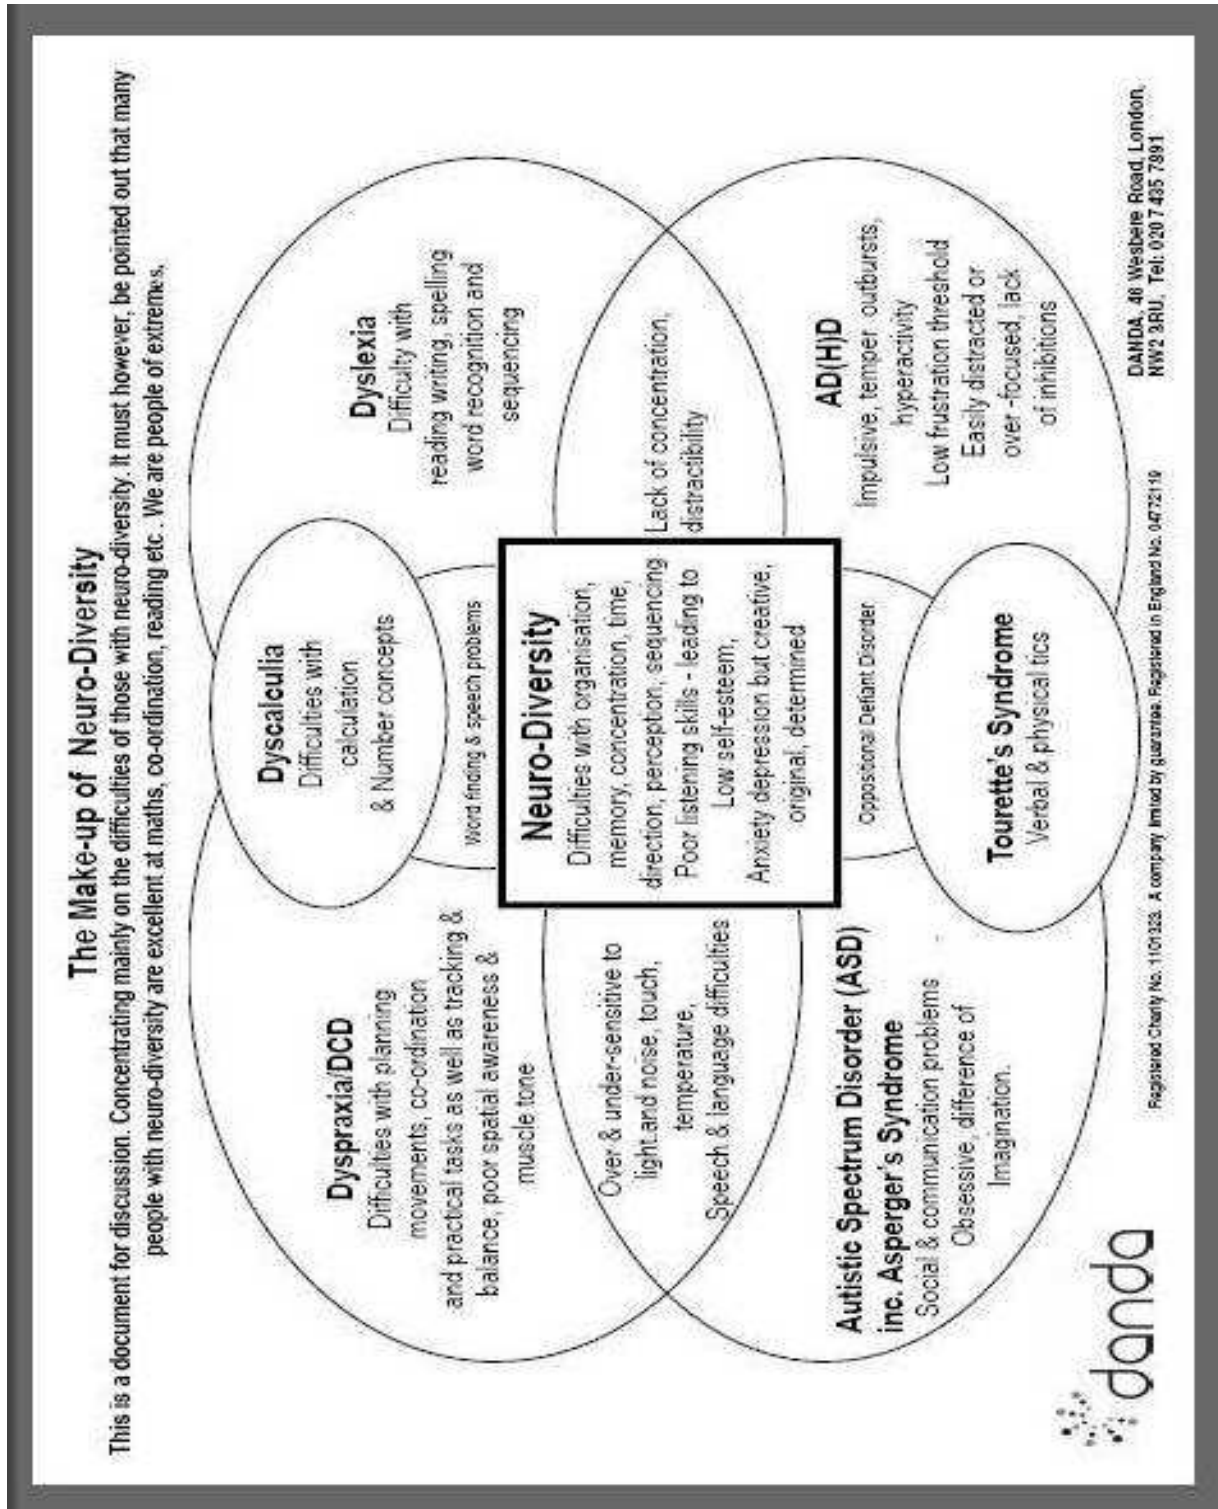 The Make-up of Neuro-Diversity
This is a document for discussion. Concentrating mainly on the difficulties of those with neuro-diversity. It must however, be pointed out that many
people with neuro-diversity are excellent at maths, co-ordination, reading etc . We are people of extremes.
Dyscalculia
Difficulties with
calculation
& Number concepts
Dyspraxia/DCD
Difficulties with planning
movements, co-ordination
and practical tasks as well as tracking &
balance, poor spatial awareness &
muscle tone
Dyslexia
Difficulty with
reading writing, spelling
word recognition and
sequencing
Word finding & speech problems
Neuro-Diversity
Difficulties with organisation,
memory, concentration, time,
direction, perception, sequencing
Poor listening skills - leading to
Low self-esteem,
Anxiety depression but creative,
original, determined
Over & under-sensitive to
light and noise, touch,
temperature,
Speech & language difficulties
Lack of concentration,
distractibility
Oppositional Defiant Disorder
Autistic Spectrum Disorder (ASD)
inc. Asperger's Syndrome
Social & communication problems
Obsessive, difference of
Imagination.
AD(H)D
Impulsive, temper outbursts,
hyperactivity
Low frustration threshold
Easily distracted or
over -focused, lack
of inhibitions
Tourette's Syndrome
Verbal & physical tics
danda
DANDA, 46 Westbere Road, London,
NW2 3RU, Tel: 020 7 435 7891
Registered Charity No. 1101323. A company limited by guarantee. Registered in England No. 04772119